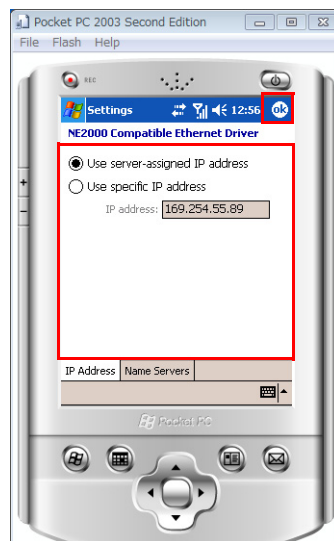 Pocket PC 2003 Second Edition
File Flash Help
REC
Settings 12:56 ok
NE2000 Compatible Ethernet Driver
Use server-assigned IP address
Use specific IP address
IP address: 169.254.55.89
IP Address Name Servers
Pocket PC